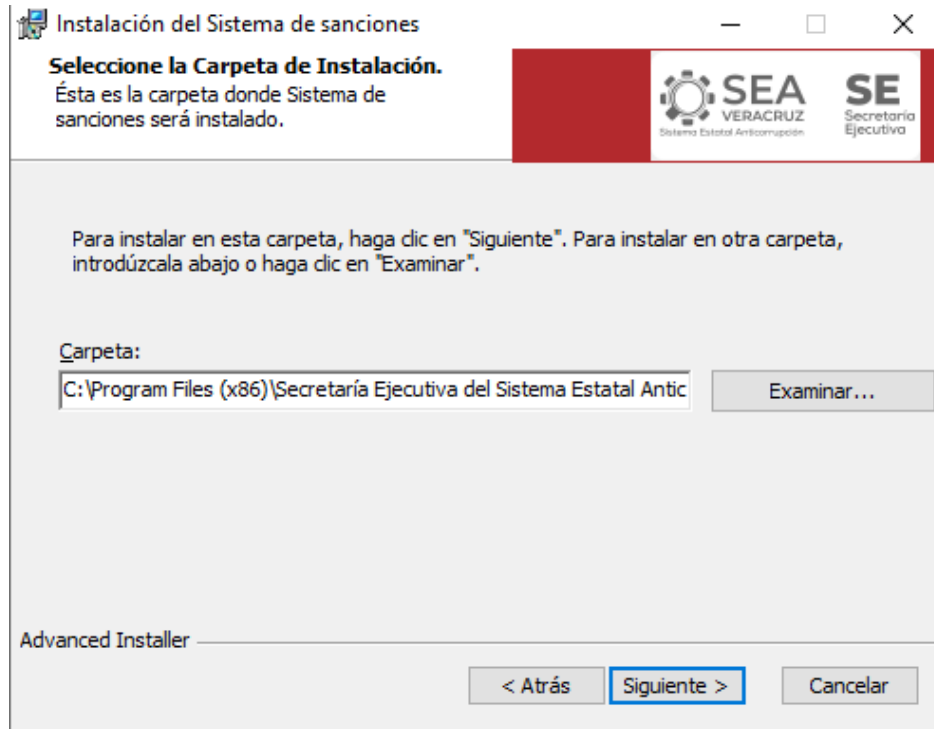 Instalación del Sistema de sanciones
Seleccione la Carpeta de Instalación.
Ésta es la carpeta donde Sistema de
sanciones será instalado.
SEA
VERACRUZ
Sistema Estatal Anticorrupción
SE
Secretaría
Ejecutiva
Para instalar en esta carpeta, haga clic en "Siguiente". Para instalar en otra carpeta,
introdúzcala abajo o haga clic en "Examinar".
Carpeta:
C:\Program Files (x86)\Secretaría Ejecutiva del Sistema Estatal Antic
Examinar...
Advanced Installer
< Atrás
Siguiente >
Cancelar